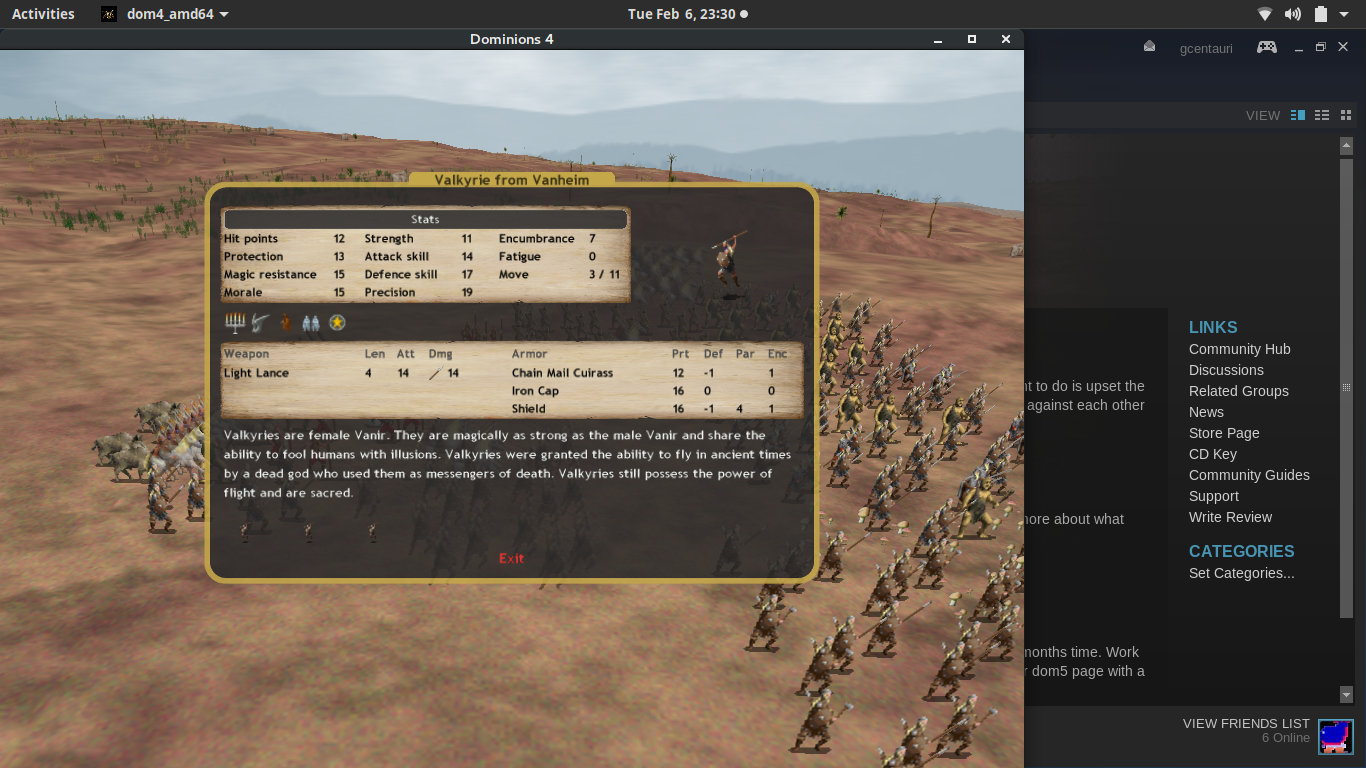 Activities dom4_amd64 Tue Feb 6, 23:30
Dominions 4
gcentauri
VIEW
Valkyrie from Vanheim
Stats
Hit points 12 Strength 11 Encumbrance 7
Protection 13 Attack skill 14 Fatigue 0
Magic resistance 15 Defence skill 17 Move 3 / 11
Morale 15 Precision 19
Weapon Len Att Dmg Armor Prt Def Par Enc
Light Lance 4 14 14 Chain Mail Cuirass 12 -1 1
Iron Cap 16 0 0
Shield 16 -1 4 1
Valkyries are female Vanir. They are magically as strong as the male Vanir and share the
ability to fool humans with illusions. Valkyries were granted the ability to fly in ancient times
by a dead god who used them as messengers of death. Valkyries still possess the power of
flight and are sacred.
Exit
to do is upset the
against each other
about what
months time. Work
dom5 page with a
LINKS
Community Hub
Discussions
Related Groups
News
Store Page
CD Key
Community Guides
Support
Write Review
CATEGORIES
Set Categories...
VIEW FRIENDS LIST
6 Online